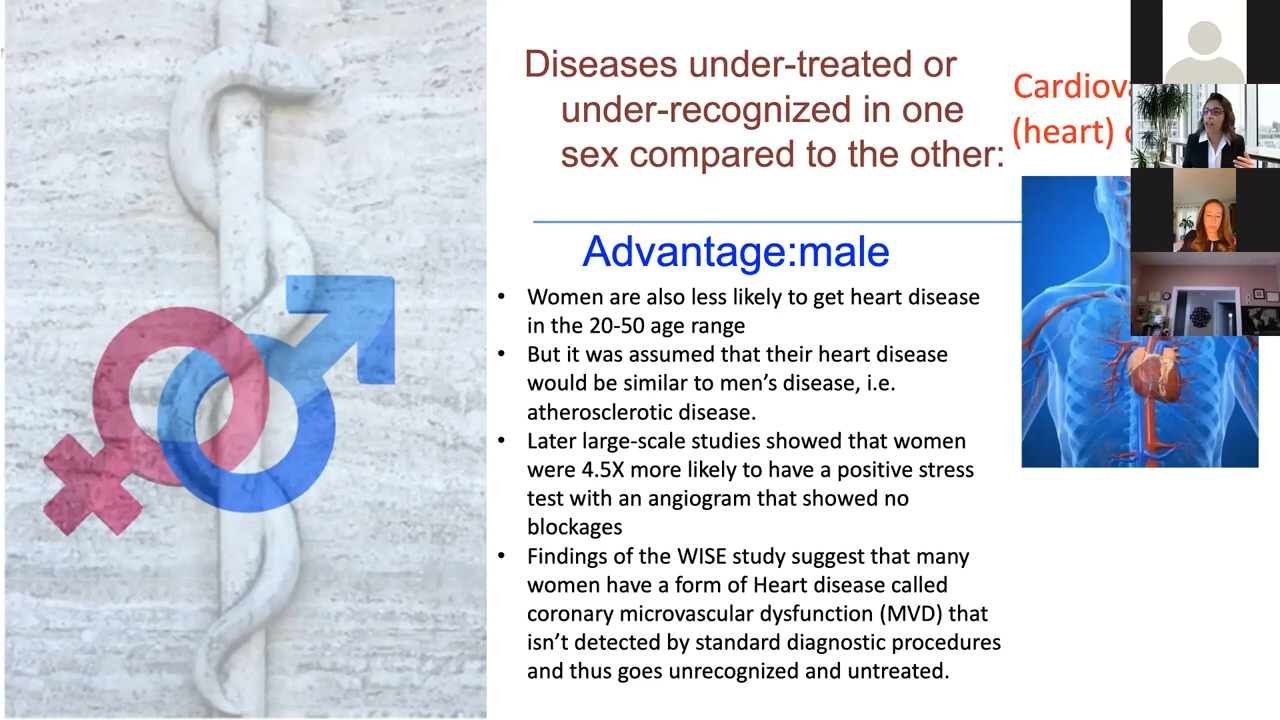 Diseases under-treated or
under-recognized in one
sex compared to the other:
(heart)
Advantage:male
• Women are also less likely to get heart disease
in the 20-50 age range
• But it was assumed that their heart disease
would be similar to men’s disease, i.e.
atherosclerotic disease.
• Later large-scale studies showed that women
were 4.5X more likely to have a positive stress
test with an angiogram that showed no
blockages
• Findings of the WISE study suggest that many
women have a form of Heart disease called
coronary microvascular dysfunction (MVD) that
isn’t detected by standard diagnostic procedures
and thus goes unrecognized and untreated.